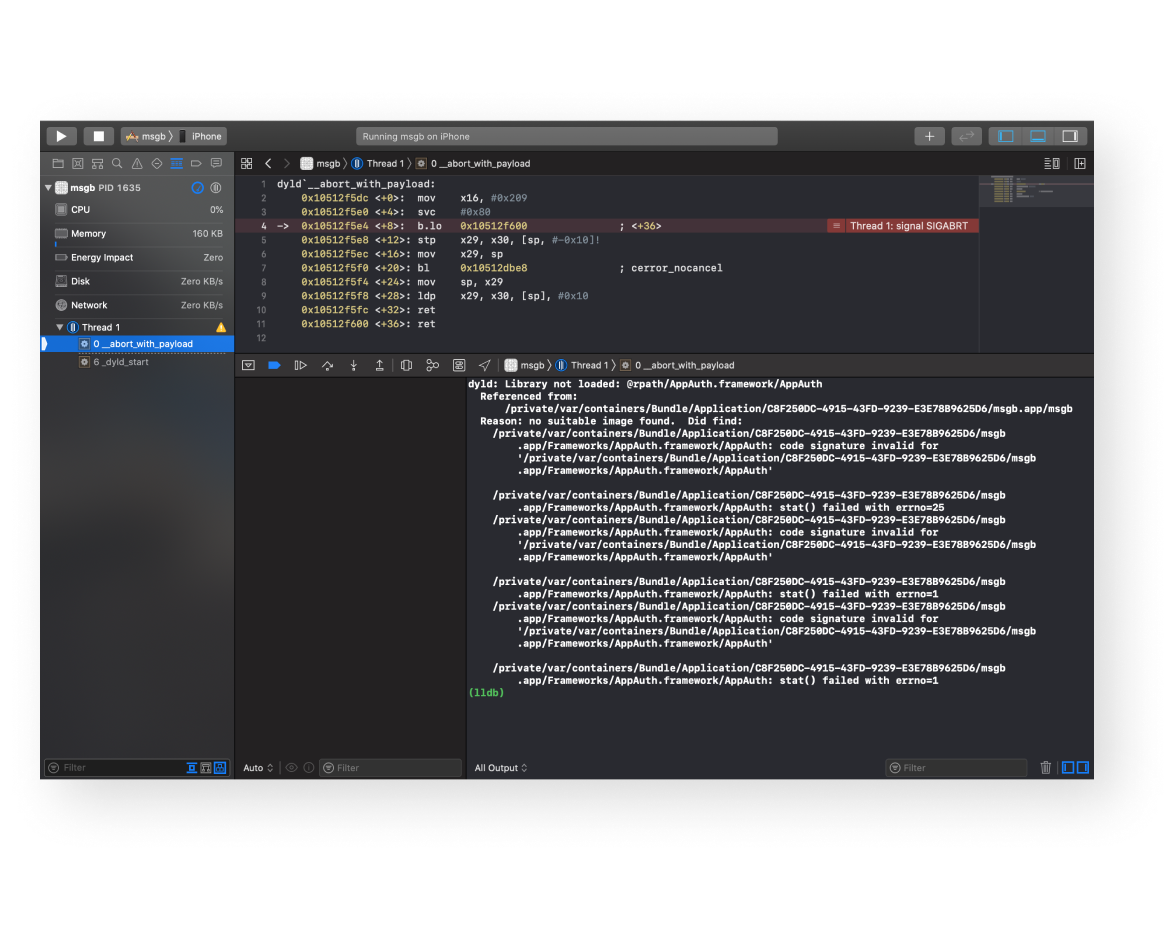 msgb 〉 iPhone
Running msgb on iPhone
msgb PID 1635
CPU 0%
Memory 160 KB
Energy Impact Zero
Disk Zero KB/s
Network Zero KB/s
Thread 1
0 __abort_with_payload
6 _dyld_start
Filter
msgb 〉 Thread 1 〉 0 __abort_with_payload
1 dyld`__abort_with_payload:
2 0x10512f5dc <+0>: mov x16, #0x209
3 0x10512f5e0 <+4>: svc #0x80
4 -> 0x10512f5e4 <+8>: b.lo 0x10512f600 ; <+36> Thread 1: signal SIGABRT
5 0x10512f5e8 <+12>: stp x29, x30, [sp, #-0x10]!
6 0x10512f5ec <+16>: mov x29, sp
7 0x10512f5f0 <+20>: bl 0x10512dbe8 ; cerror_nocancel
8 0x10512f5f4 <+24>: mov sp, x29
9 0x10512f5f8 <+28>: ldp x29, x30, [sp], #0x10
10 0x10512f5fc <+32>: ret
11 0x10512f600 <+36>: ret
12
msgb 〉 Thread 1 〉 0 __abort_with_payload
dyld: Library not loaded: @rpath/AppAuth.framework/AppAuth
Referenced from:
/private/var/containers/Bundle/Application/C8F250DC-4915-43FD-9239-E3E78B9625D6/msgb.app/msgb
Reason: no suitable image found.  Did find:
/private/var/containers/Bundle/Application/C8F250DC-4915-43FD-9239-E3E78B9625D6/msgb
.app/Frameworks/AppAuth.framework/AppAuth: code signature invalid for
'/private/var/containers/Bundle/Application/C8F250DC-4915-43FD-9239-E3E78B9625D6/msgb
.app/Frameworks/AppAuth.framework/AppAuth'
/private/var/containers/Bundle/Application/C8F250DC-4915-43FD-9239-E3E78B9625D6/msgb
.app/Frameworks/AppAuth.framework/AppAuth: stat() failed with errno=25
/private/var/containers/Bundle/Application/C8F250DC-4915-43FD-9239-E3E78B9625D6/msgb
.app/Frameworks/AppAuth.framework/AppAuth: code signature invalid for
'/private/var/containers/Bundle/Application/C8F250DC-4915-43FD-9239-E3E78B9625D6/msgb
.app/Frameworks/AppAuth.framework/AppAuth'
/private/var/containers/Bundle/Application/C8F250DC-4915-43FD-9239-E3E78B9625D6/msgb
.app/Frameworks/AppAuth.framework/AppAuth: stat() failed with errno=1
/private/var/containers/Bundle/Application/C8F250DC-4915-43FD-9239-E3E78B9625D6/msgb
.app/Frameworks/AppAuth.framework/AppAuth: code signature invalid for
'/private/var/containers/Bundle/Application/C8F250DC-4915-43FD-9239-E3E78B9625D6/msgb
.app/Frameworks/AppAuth.framework/AppAuth'
/private/var/containers/Bundle/Application/C8F250DC-4915-43FD-9239-E3E78B9625D6/msgb
.app/Frameworks/AppAuth.framework/AppAuth: stat() failed with errno=1
(lldb)
Auto
Filter
All Output
Filter